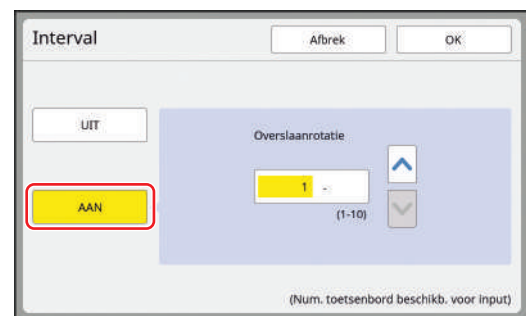 Interval
Afbrek
OK
UIT
Overslaanrotatie
1 -
AAN
(1-10)
(Num. toetsenbord beschikb. voor input)